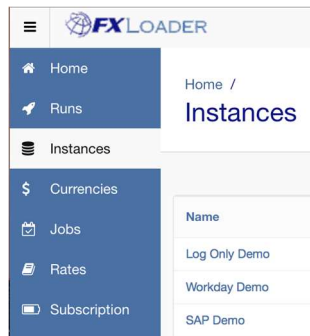 FXLOADER
Home
Runs
Instances
Currencies
Jobs
Rates
Subscription
Home /
Instances
Name
Log Only Demo
Workday Demo
SAP Demo